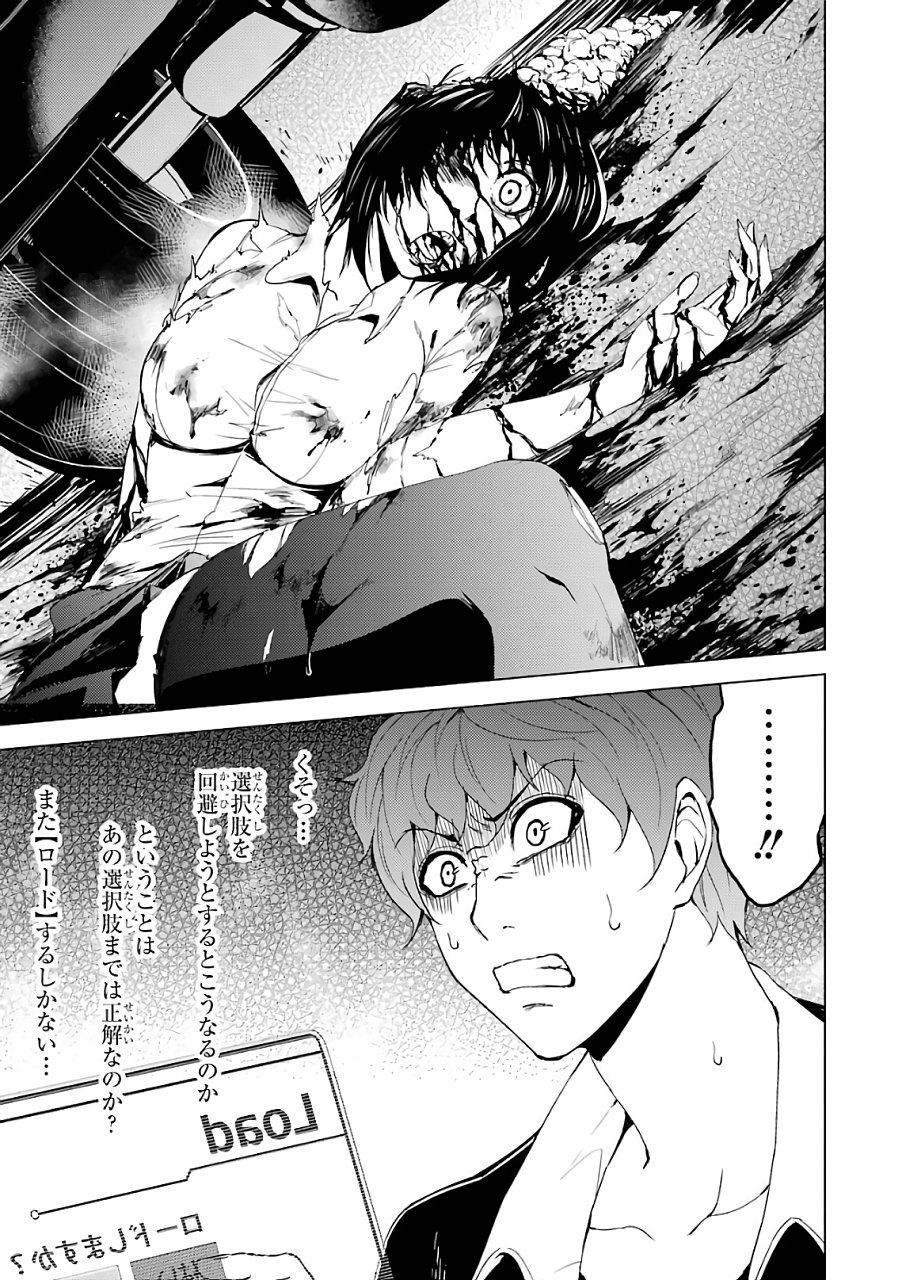 ……!!
くそっ…
選択肢を
回避しようとするとこうなるのか
ということは
あの選択肢までは正解なのか?
また【ロード】するしかない…
Load
ロードしますか?
はい